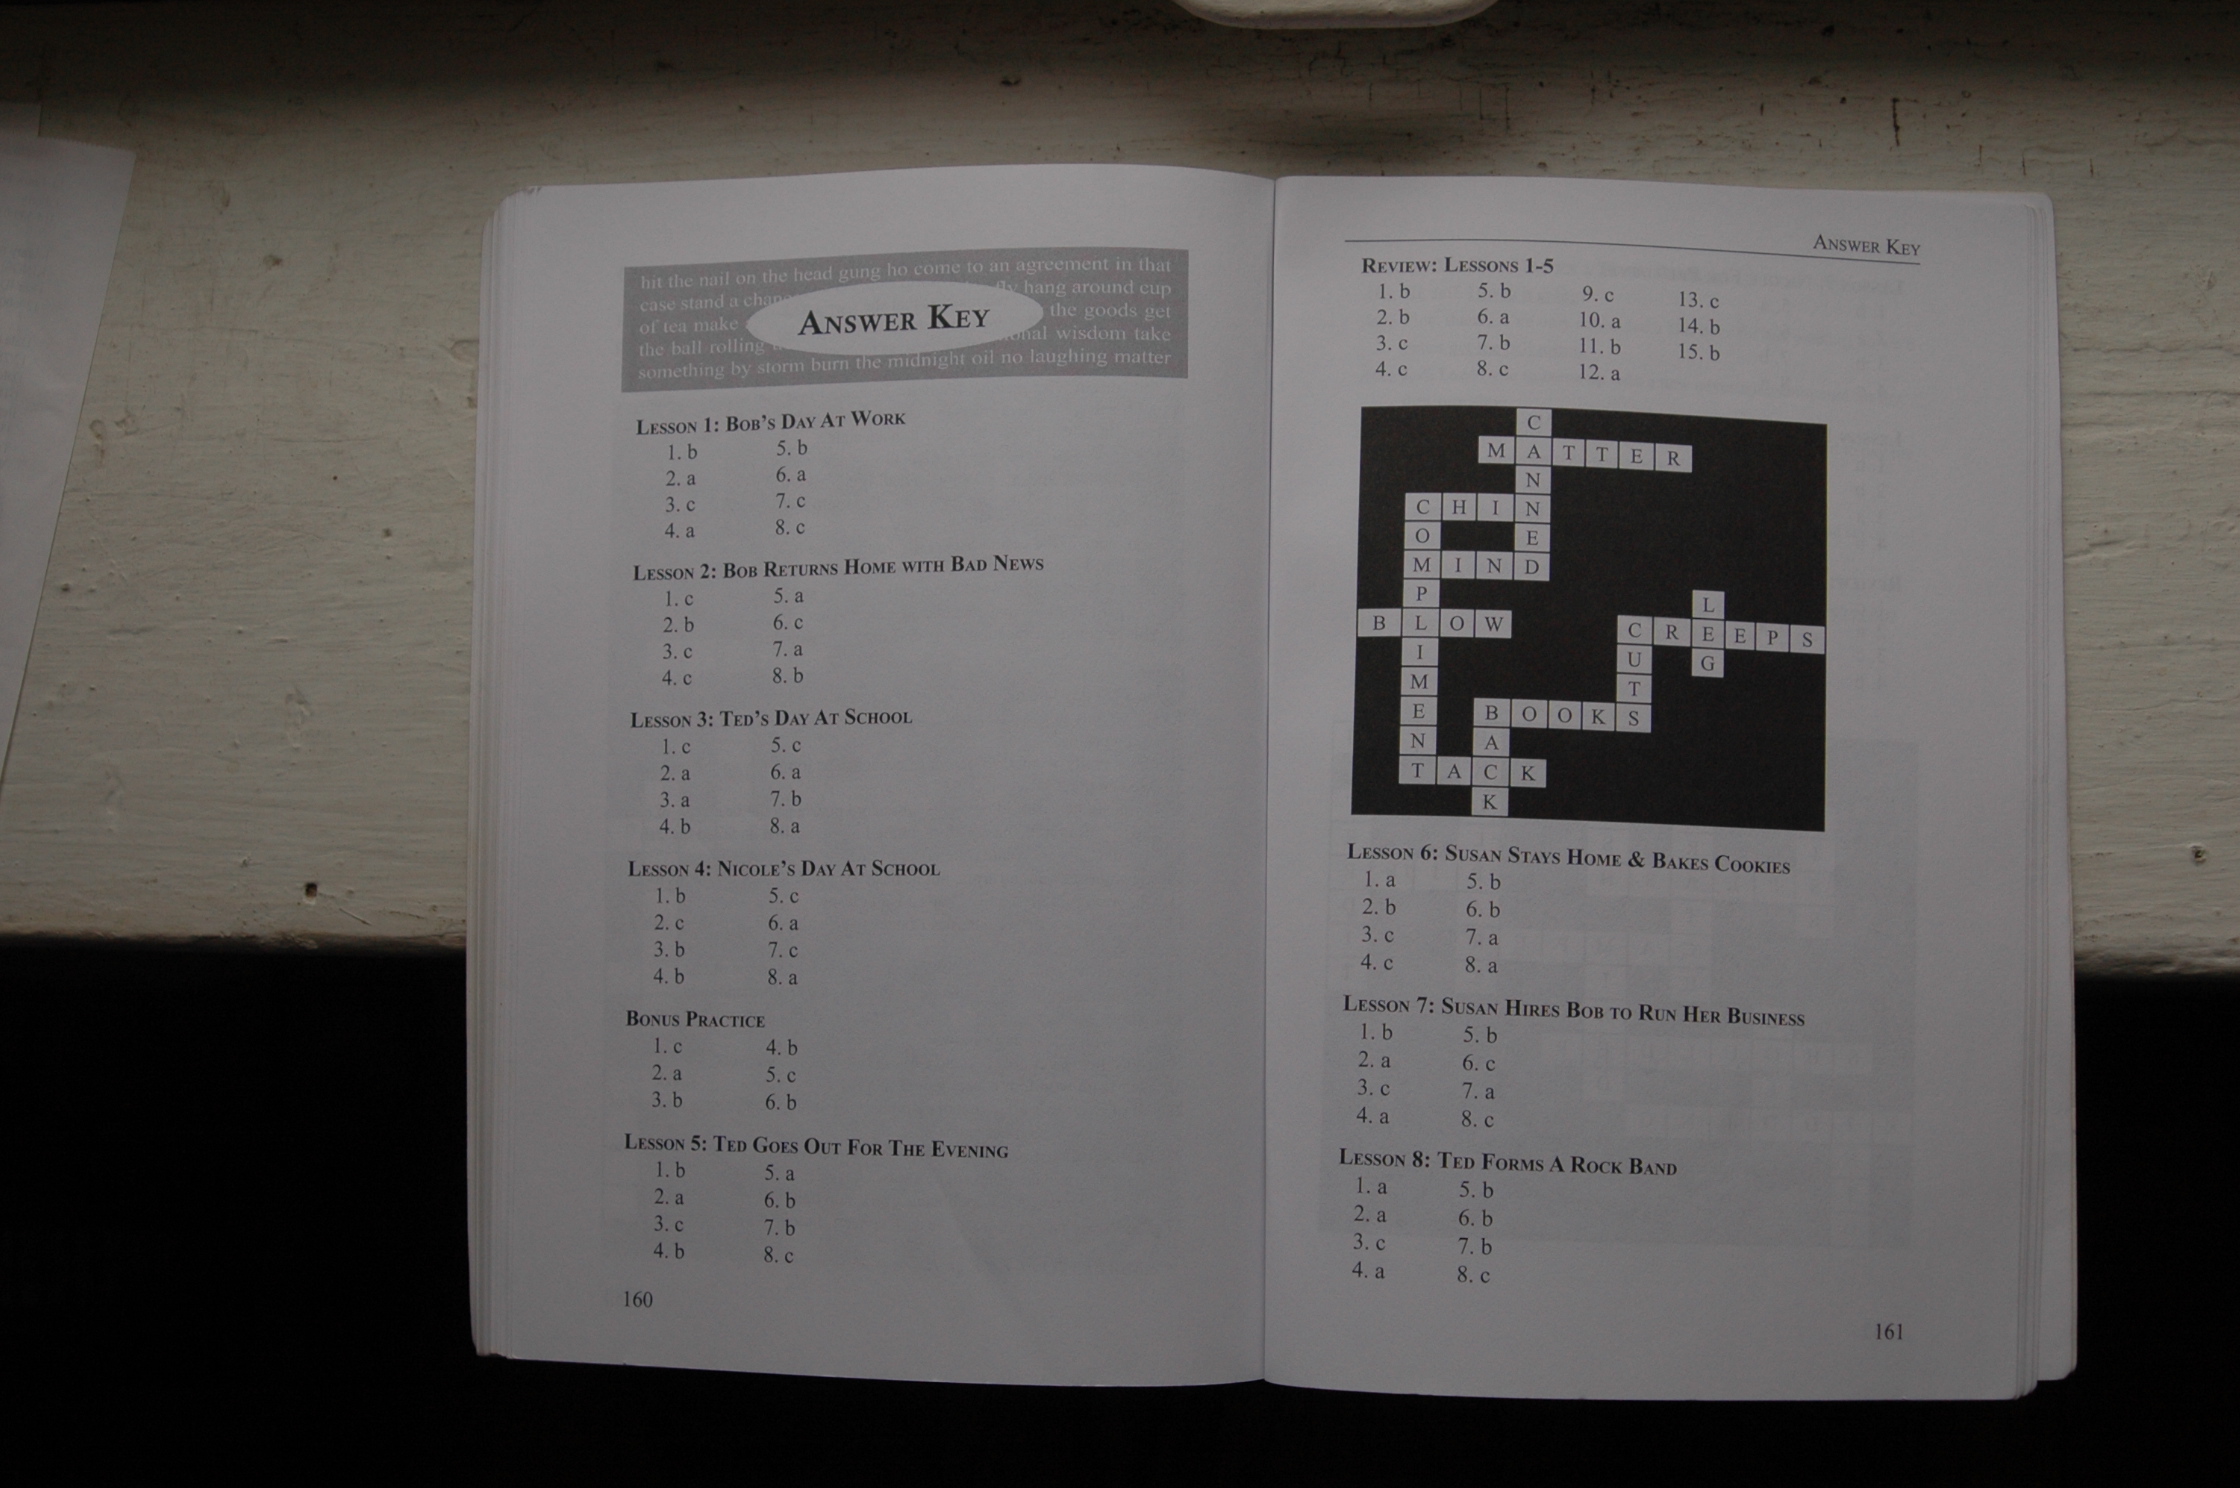 hit the nail on the head gung ho come to an agreement in that
case stand a hang around cup
of tea make the goods get
the ball rolling wisdom take
something by storm burn the midnight oil no laughing matter
ANSWER KEY
LESSON 1: BOB'S DAY AT WORK
1. b 5. b
2. a 6. a
3. c 7. c
4. a 8. c
LESSON 2: BOB RETURNS HOME WITH BAD NEWS
1. c 5. a
2. b 6. c
3. c 7. a
4. c 8. b
LESSON 3: TED'S DAY AT SCHOOL
1. c 5. c
2. a 6. a
3. a 7. b
4. b 8. a
LESSON 4: NICOLE'S DAY AT SCHOOL
1. b 5. c
2. c 6. a
3. b 7. c
4. b 8. a
BONUS PRACTICE
1. c 4. b
2. a 5. c
3. b 6. b
LESSON 5: TED GOES OUT FOR THE EVENING
1. b 5. a
2. a 6. b
3. c 7. b
4. b 8. c
160
ANSWER KEY
REVIEW: LESSONS 1-5
1. b 5. b 9. c 13. c
2. b 6. a 10. a 14. b
3. c 7. b 11. b 15. b
4. c 8. c 12. a
C
M A T T E R
N
C H I N
O E
M I N D
P L
B L O W C R E E P S
I U G
M T
E B O O K S
N A
T A C K
K
LESSON 6: SUSAN STAYS HOME & BAKES COOKIES
1. a 5. b
2. b 6. b
3. c 7. a
4. c 8. a
LESSON 7: SUSAN HIRES BOB TO RUN HER BUSINESS
1. b 5. b
2. a 6. c
3. c 7. a
4. a 8. c
LESSON 8: TED FORMS A ROCK BAND
1. a 5. b
2. a 6. b
3. c 7. b
4. a 8. c
161